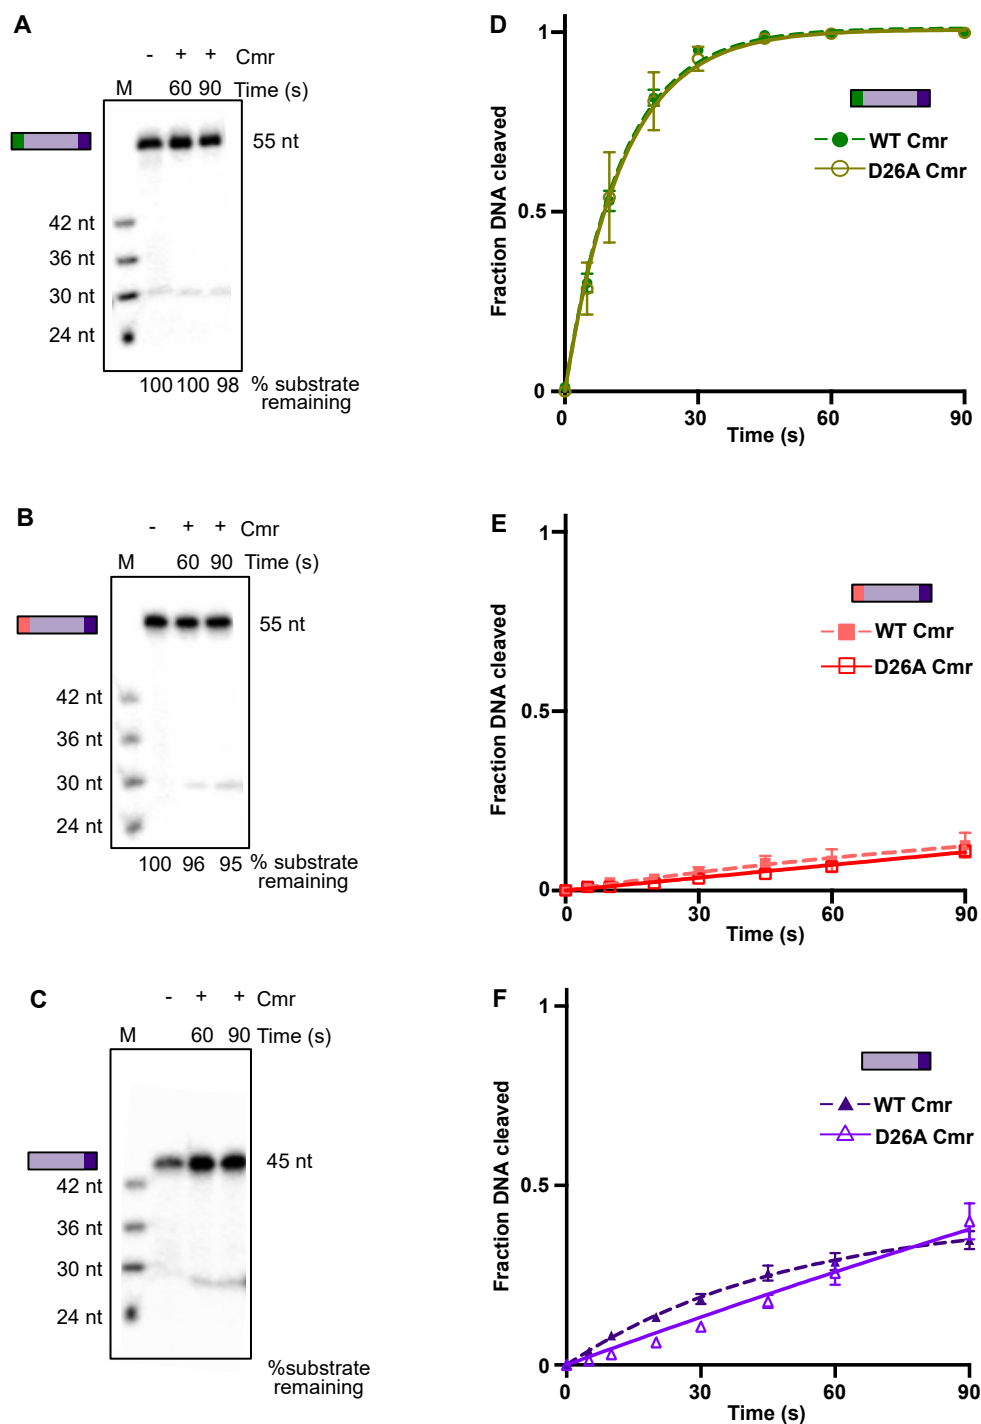 A
- + + Cmr
M 60 90 Time (s)
55 nt
42 nt
36 nt
30 nt
24 nt
100 100 98 % substrate
remaining
D
1
0.5
0
Fraction DNA cleaved
WT Cmr
D26A Cmr
0 30 60 90
Time (s)
B
- + + Cmr
M 60 90 Time (s)
55 nt
42 nt
36 nt
30 nt
24 nt
100 96 95 % substrate
remaining
E
1
0.5
0
Fraction DNA cleaved
WT Cmr
D26A Cmr
0 30 60 90
Time (s)
C
- + + Cmr
M 60 90 Time (s)
45 nt
42 nt
36 nt
30 nt
24 nt
%substrate
remaining
F
1
0.5
0
Fraction DNA cleaved
WT Cmr
D26A Cmr
0 30 60 90
Time (s)